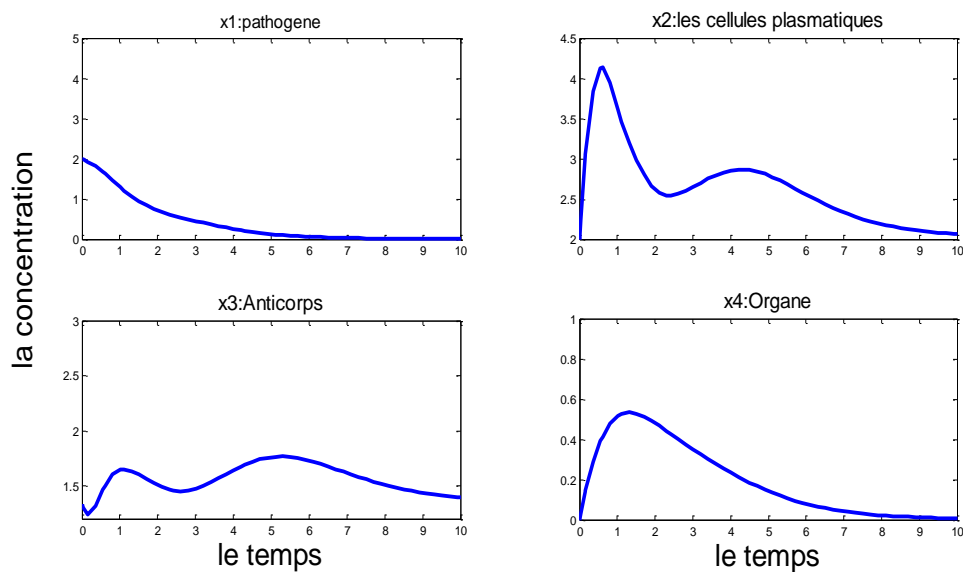 x1:pathogene
5
4
3
2
1
0
0 1 2 3 4 5 6 7 8 9 10
x2:les cellules plasmatiques
4.5
4
3.5
3
2.5
2
0 1 2 3 4 5 6 7 8 9 10
la concentration
x3:Anticorps
3
2.5
2
1.5
0 1 2 3 4 5 6 7 8 9 10
le temps
x4:Organe
1
0.8
0.6
0.4
0.2
0
0 1 2 3 4 5 6 7 8 9 10
le temps